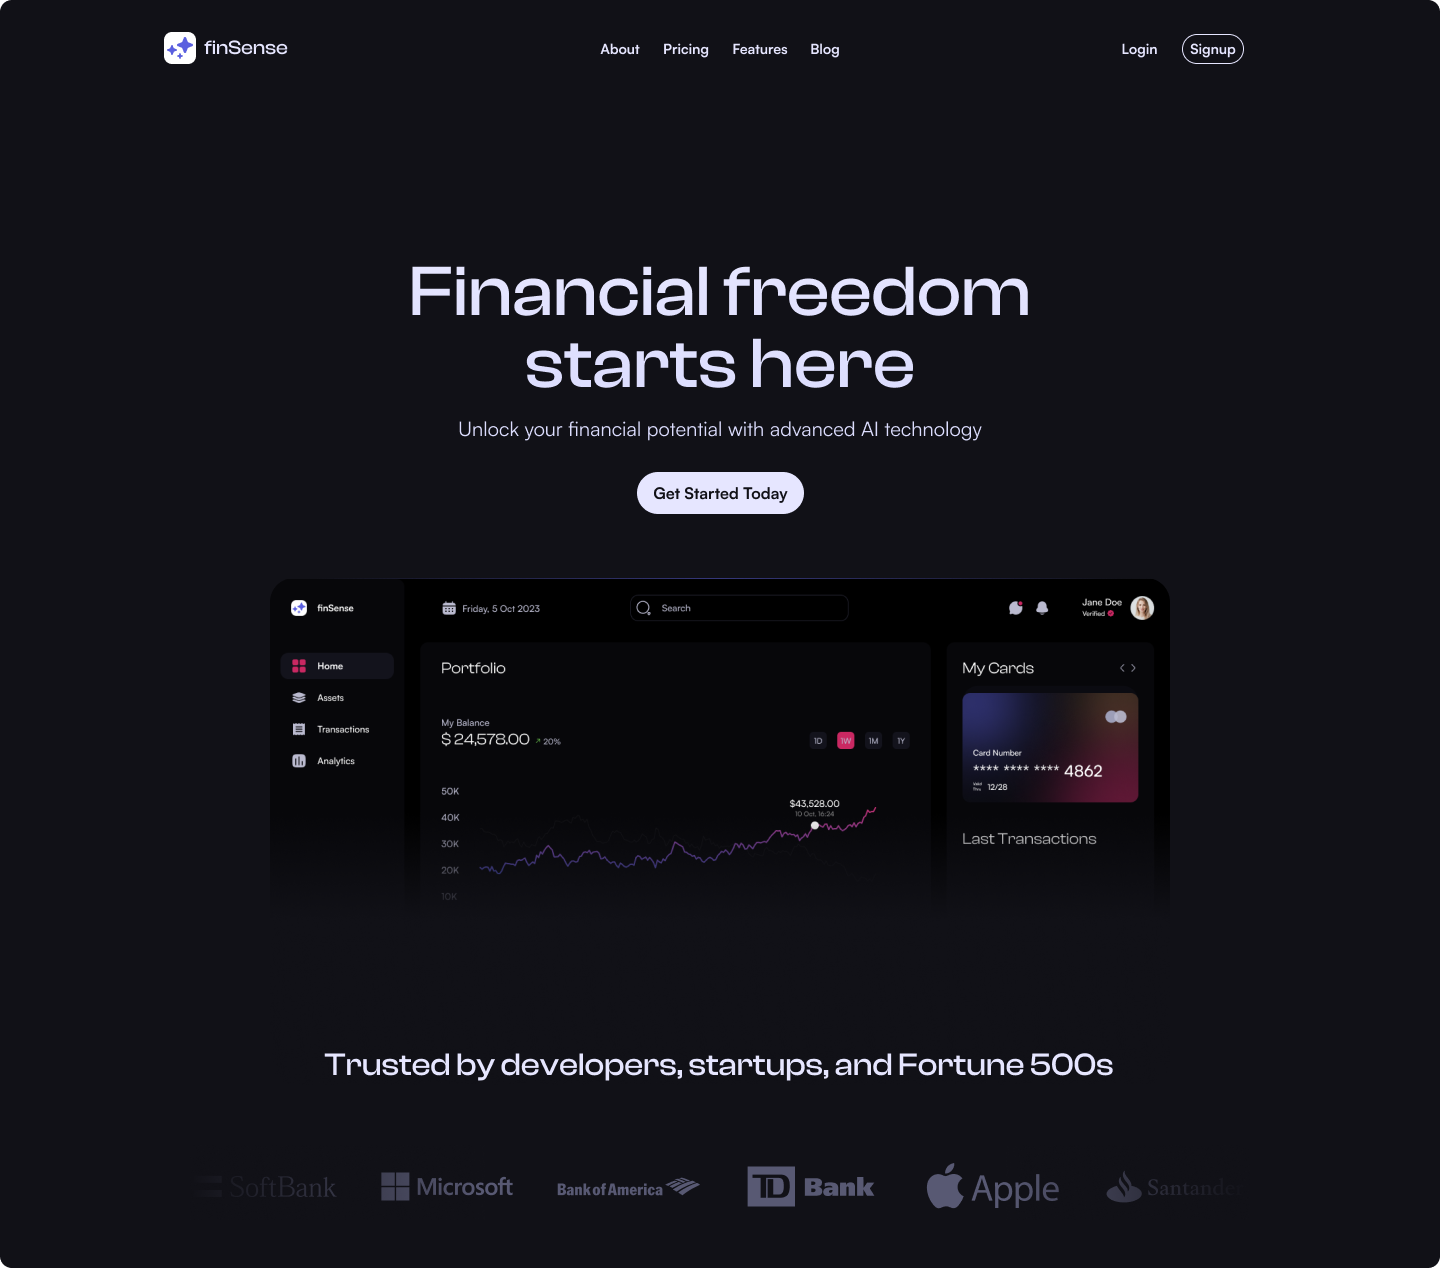 finSense
About Pricing Features Blog
Login Signup
Financial freedom
starts here
Unlock your financial potential with advanced AI technology
Get Started Today
finSense
Friday, 5 Oct 2023
Search
Jane Doe
Verified
Home
Assets
Transactions
Analytics
Portfolio
My Balance
$ 24,578.00 20%
1D 1W 1M 1Y
50K
40K
30K
20K
10K
$43,528.00
10 Oct, 16:24
My Cards
Card Number
**** **** **** 4862
Valid
Thru
12/28
Last Transactions
Trusted by developers, startups, and Fortune 500s
SoftBank
Microsoft
Bank of America
TD Bank
Apple
Santande